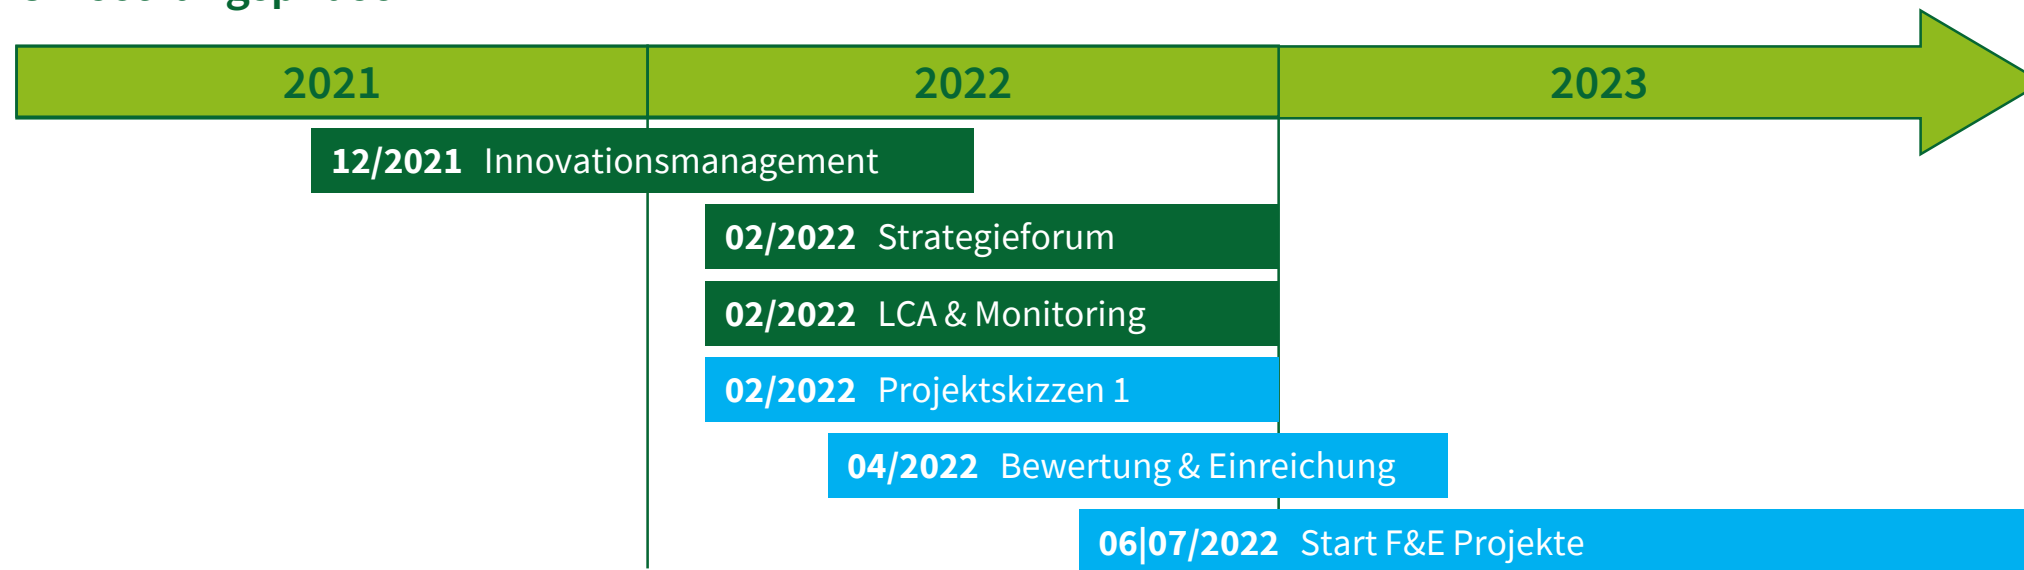 2021 2022 2023
12/2021 Innovationsmanagement
02/2022 Strategieforum
02/2022 LCA & Monitoring
02/2022 Projektskizzen 1
04/2022 Bewertung & Einreichung
06|07/2022 Start F&E Projekte